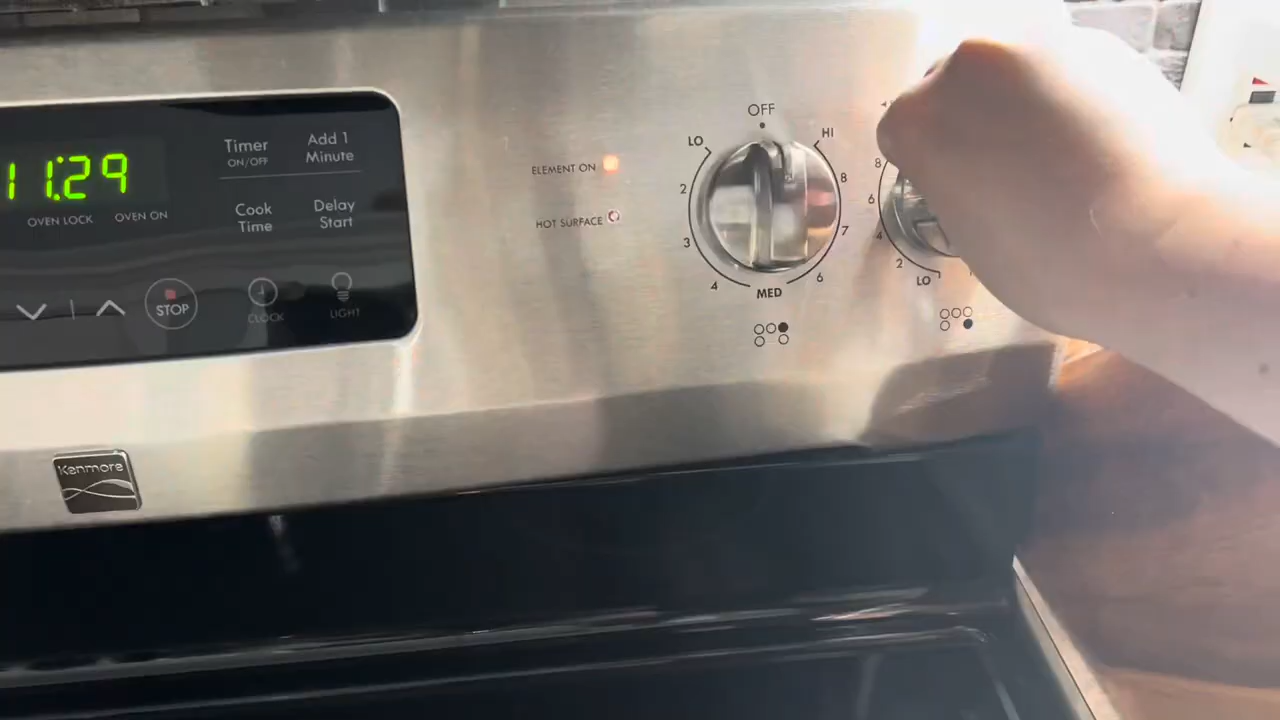 11:29
OVEN LOCK OVEN ON
Timer
ON/OFF
Add 1
Minute
Cook
Time
Delay
Start
STOP
CLOCK
LIGHT
Kenmore
ELEMENT ON
HOT SURFACE
OFF
LO
HI
2
8
3
7
4
6
MED
8
6
4
2
LO